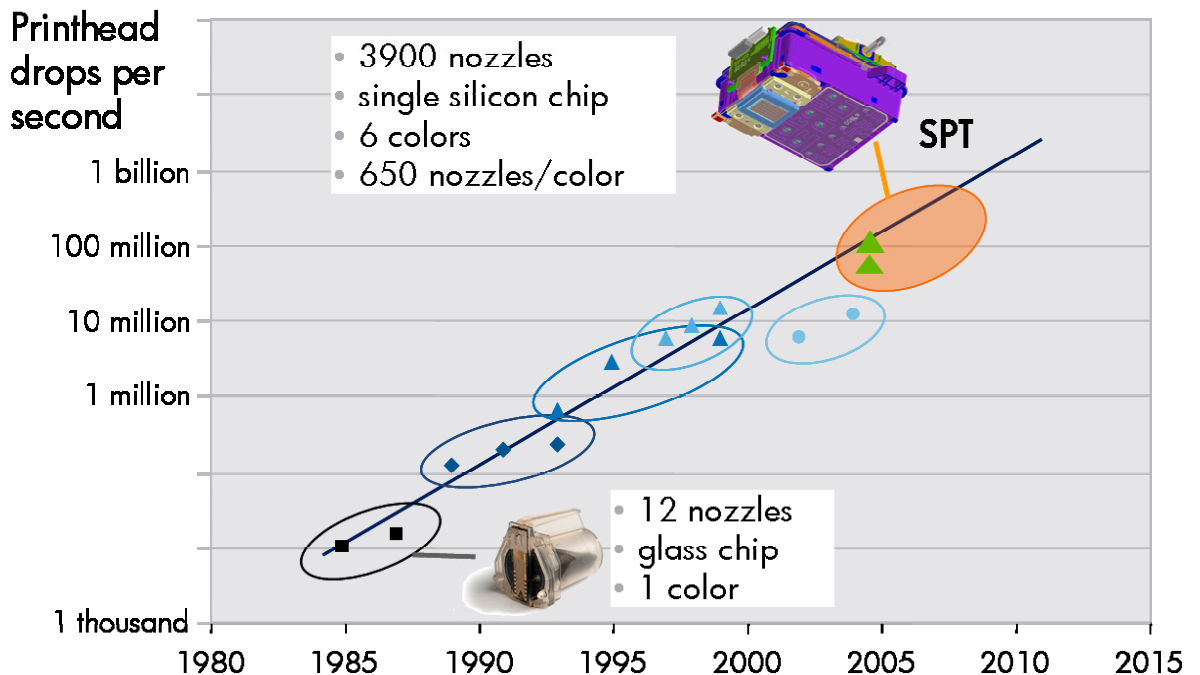 Printhead
drops per
second
• 3900 nozzles
• single silicon chip
• 6 colors
• 650 nozzles/color
SPT
1 billion
100 million
10 million
1 million
• 12 nozzles
• glass chip
• 1 color
1 thousand
1980 1985 1990 1995 2000 2005 2010 2015